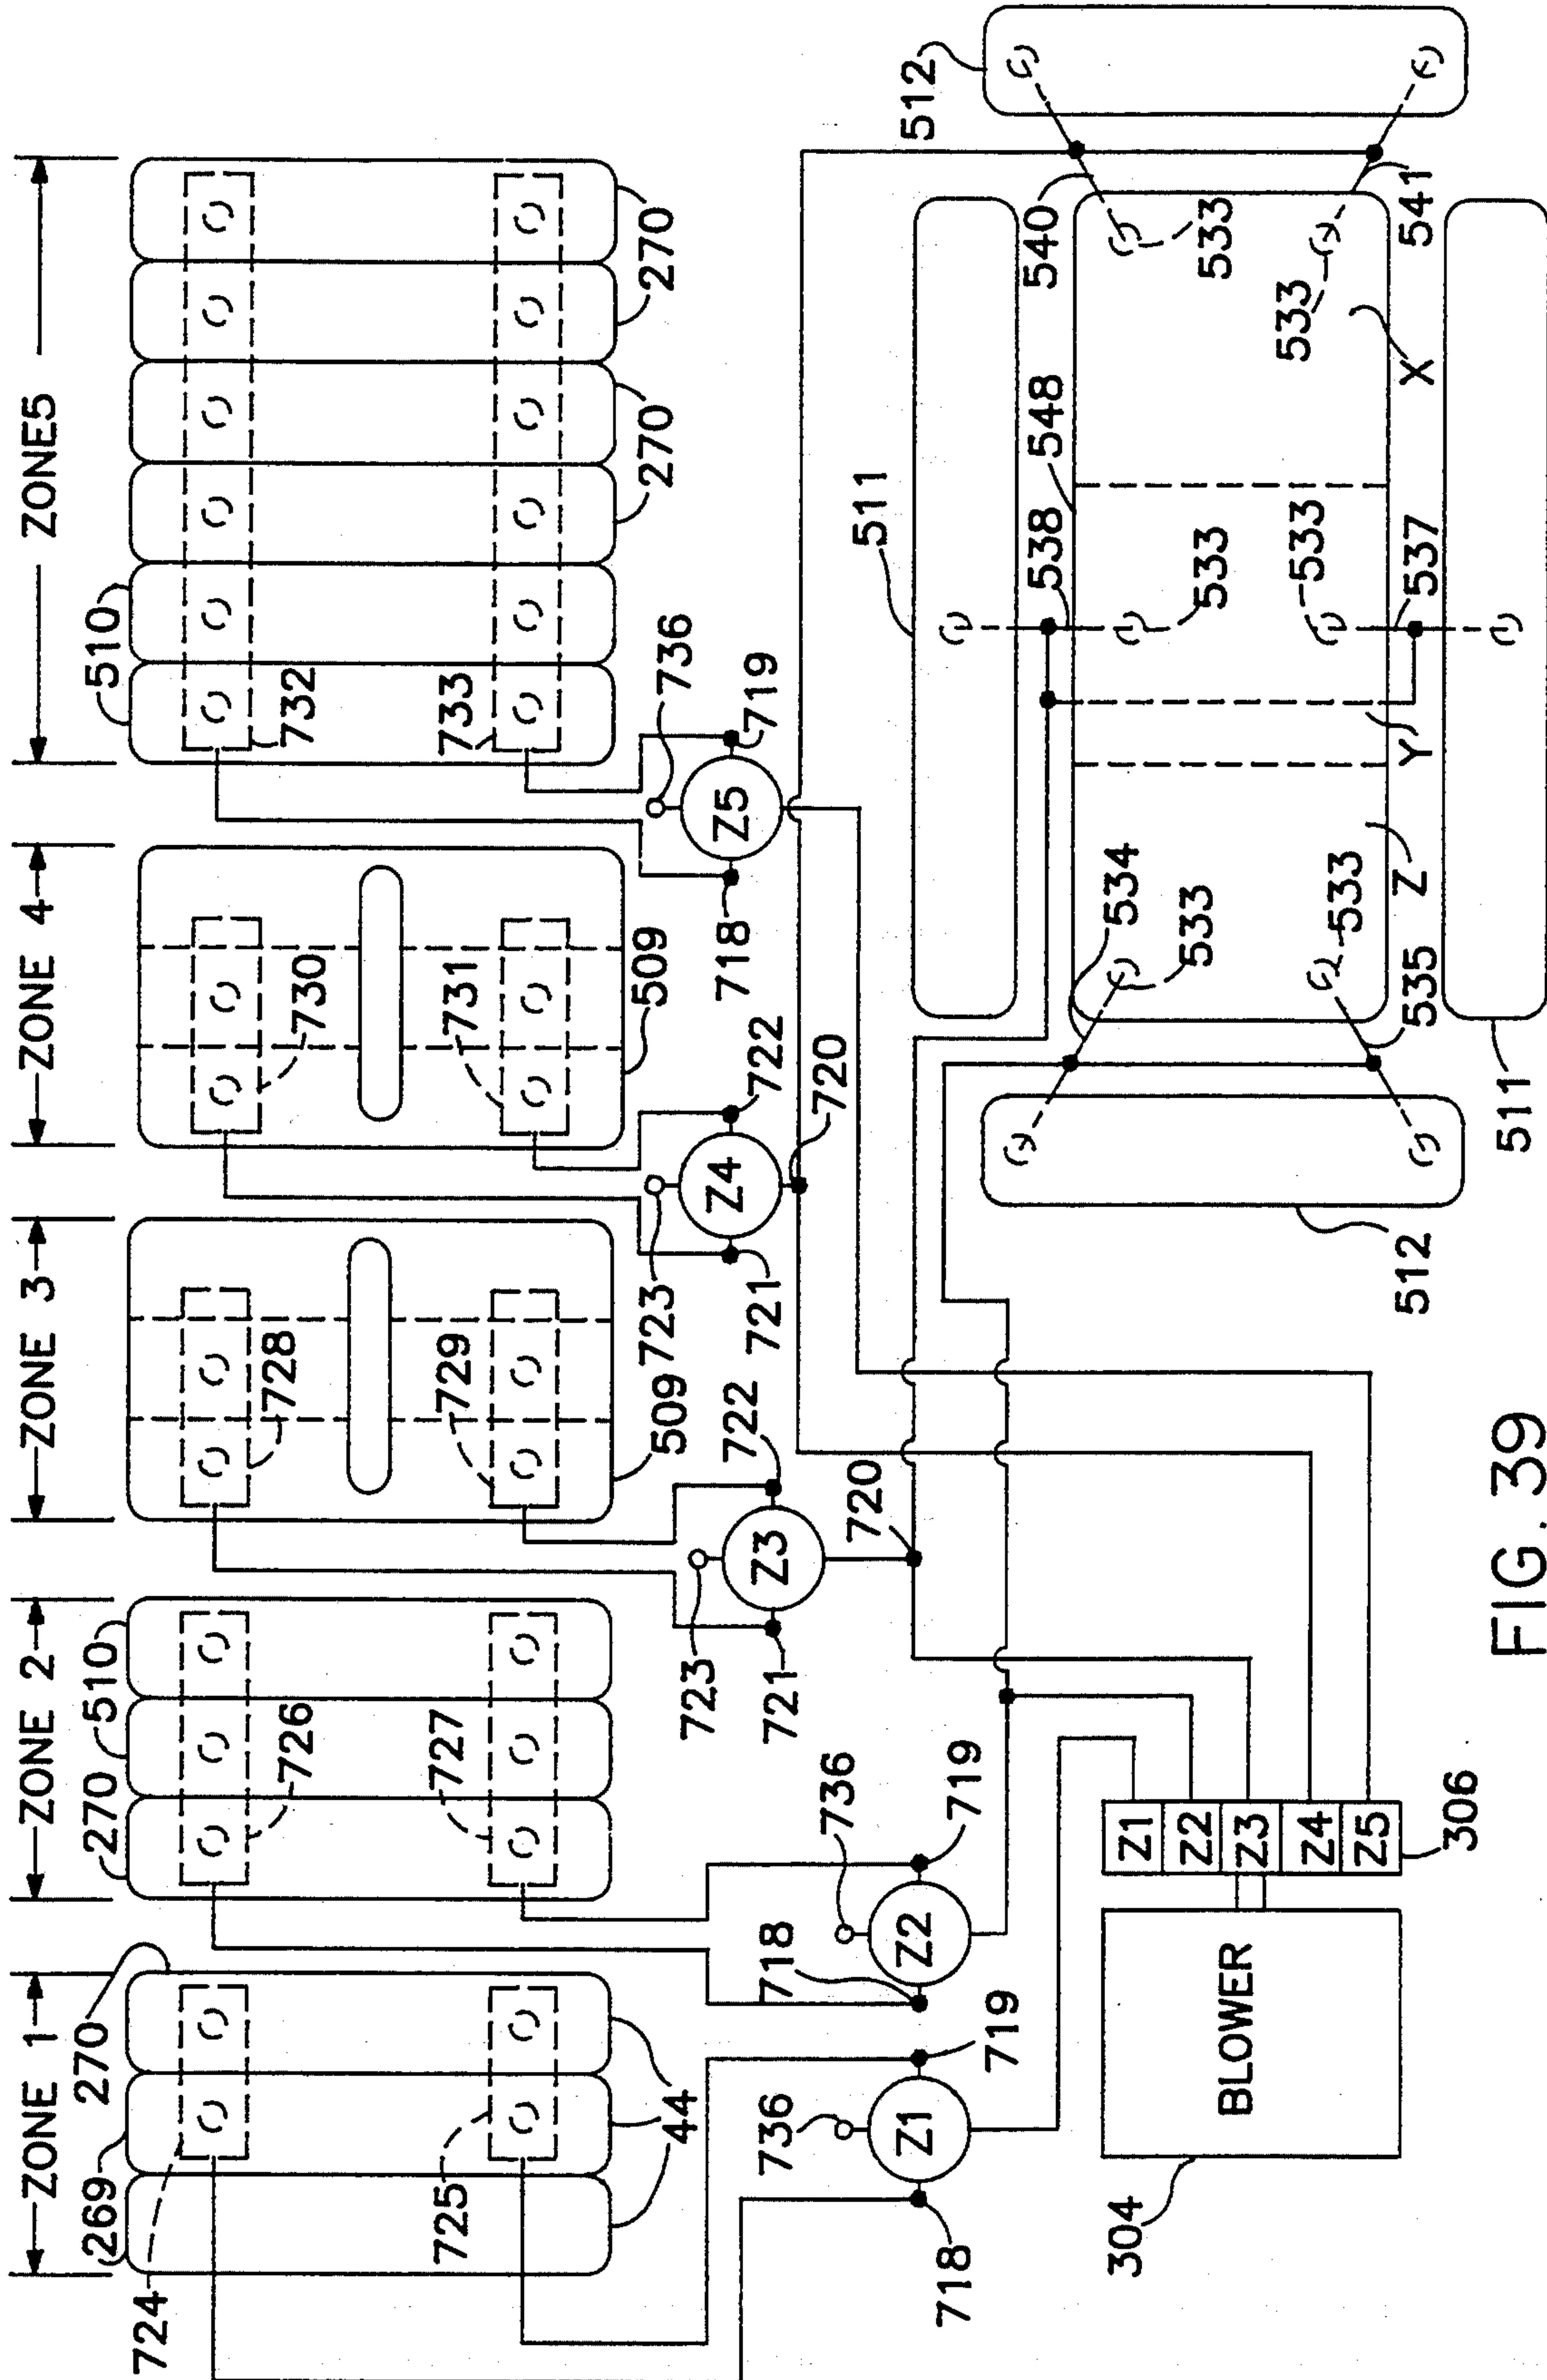 ZONE 1
ZONE 2
ZONE 3
ZONE 4
ZONE5
269
270
270
510
510
724
725
44
726
727
728
729
509
730
731
509
732
733
270
270
718
Z1
736
719
718
Z2
736
719
721
Z3
723
722
720
721
Z4
723
722
720
718
Z5
736
719
304
BLOWER
Z1
Z2
Z3
Z4
Z5
306
512
511
512
511
534
533
535
533
538
533
533
537
548
540
533
533
541
Z
Y
X
FIG. 39